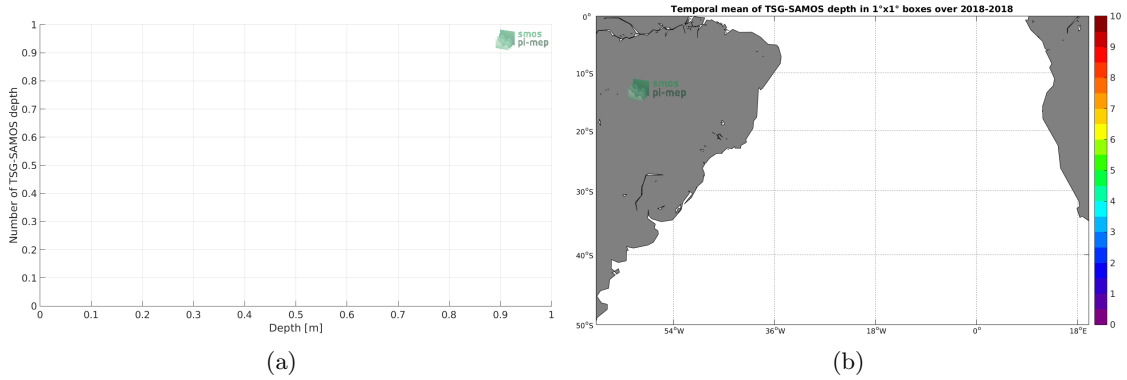 1
0.9
0.8
0.7
0.6
0.5
0.4
0.3
0.2
0.1
0
Number of TSG-SAMOS depth
smos
pi-mep
0 0.1 0.2 0.3 0.4 0.5 0.6 0.7 0.8 0.9 1
Depth [m]
(a)
Temporal mean of TSG-SAMOS depth in 1°x1° boxes over 2018-2018
0°
10°S
20°S
30°S
40°S
50°S
smos
pi-mep
54°W 36°W 18°W 0° 18°E
10
9
8
7
6
5
4
3
2
1
0
(b)